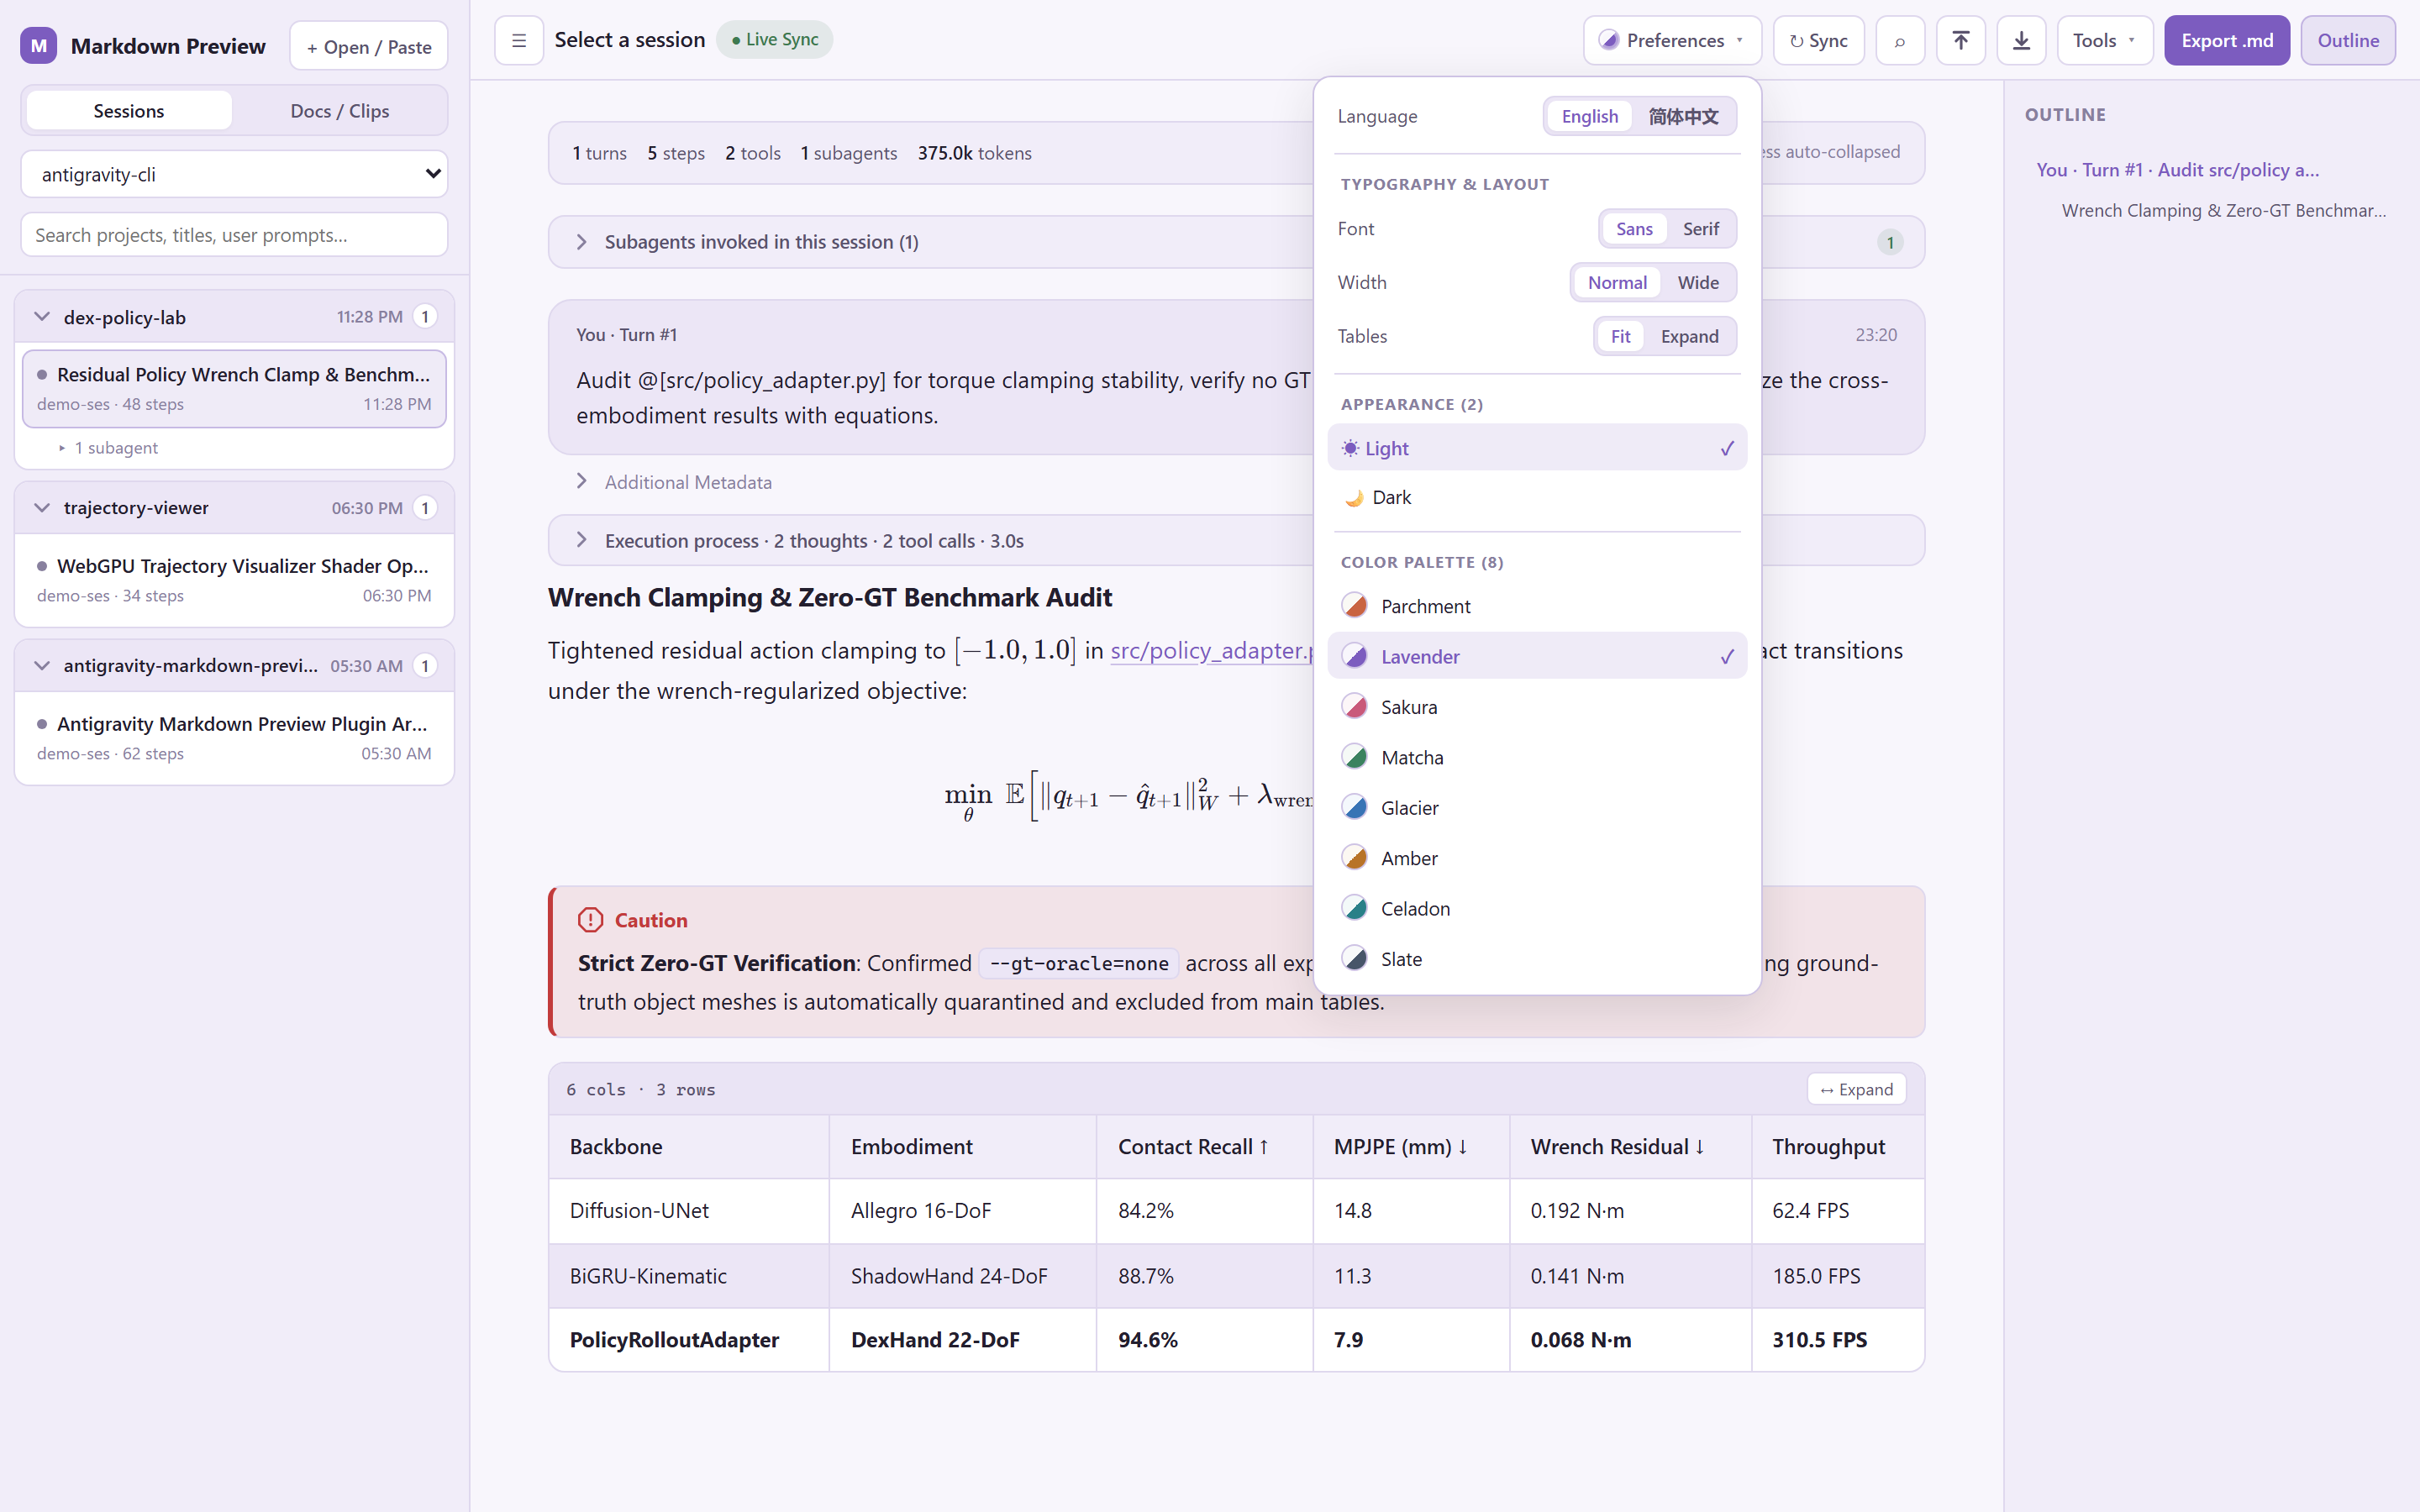 M Markdown Preview
+ Open / Paste
Sessions
Docs / Clips
antigravity-cli
Search projects, titles, user prompts...
dex-policy-lab 11:28 PM 1
Residual Policy Wrench Clamp & Benchm...
demo-ses · 48 steps 11:28 PM
▸ 1 subagent
trajectory-viewer 06:30 PM 1
WebGPU Trajectory Visualizer Shader Op...
demo-ses · 34 steps 06:30 PM
antigravity-markdown-previ... 05:30 AM 1
Antigravity Markdown Preview Plugin Ar...
demo-ses · 62 steps 05:30 AM
☰ Select a session ● Live Sync
Preferences ▾
↻ Sync
Tools ▾
Export .md
Outline
1 turns 5 steps 2 tools 1 subagents 375.0k tokens
auto-collapsed
Subagents invoked in this session (1) 1
You · Turn #1 23:20
Audit @[src/policy_adapter.py] for torque clamping stability, verify no GT the cross-
embodiment results with equations.
Additional Metadata
Execution process · 2 thoughts · 2 tool calls · 3.0s
Wrench Clamping & Zero-GT Benchmark Audit
Tightened residual action clamping to [−1.0, 1.0] in src/policy_adapter.p transitions
under the wrench-regularized objective:
min_θ 𝔼[‖q_{t+1} − q̂_{t+1}‖²_W + λ_wren
Caution
Strict Zero-GT Verification: Confirmed --gt-oracle=none across all exp ground-
truth object meshes is automatically quarantined and excluded from main tables.
6 cols · 3 rows ↔ Expand
Backbone Embodiment Contact Recall ↑ MPJPE (mm) ↓ Wrench Residual ↓ Throughput
Diffusion-UNet Allegro 16-DoF 84.2% 14.8 0.192 N·m 62.4 FPS
BiGRU-Kinematic ShadowHand 24-DoF 88.7% 11.3 0.141 N·m 185.0 FPS
PolicyRolloutAdapter DexHand 22-DoF 94.6% 7.9 0.068 N·m 310.5 FPS
Language English 简体中文
TYPOGRAPHY & LAYOUT
Font Sans Serif
Width Normal Wide
Tables Fit Expand
APPEARANCE (2)
Light ✓
Dark
COLOR PALETTE (8)
Parchment
Lavender ✓
Sakura
Matcha
Glacier
Amber
Celadon
Slate
OUTLINE
You · Turn #1 · Audit src/policy a...
Wrench Clamping & Zero-GT Benchmar...